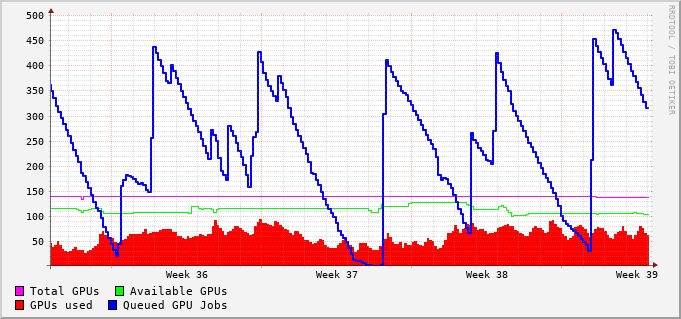 500
450
400
350
300
250
200
150
100
50
Week 36 Week 37 Week 38 Week 39
Total GPUs Available GPUs
GPUs used Queued GPU Jobs
RRDTOOL / TOBI OETIKER